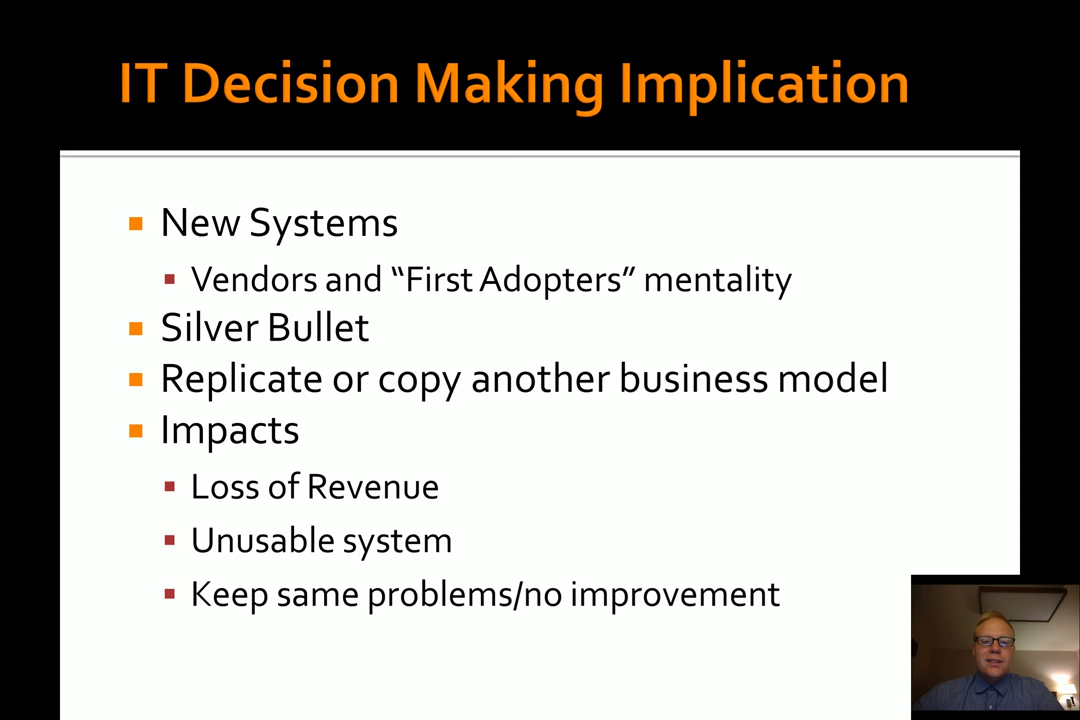 IT Decision Making Implication
New Systems
Vendors and “First Adopters” mentality
Silver Bullet
Replicate or copy another business model
Impacts
Loss of Revenue
Unusable system
Keep same problems/no improvement